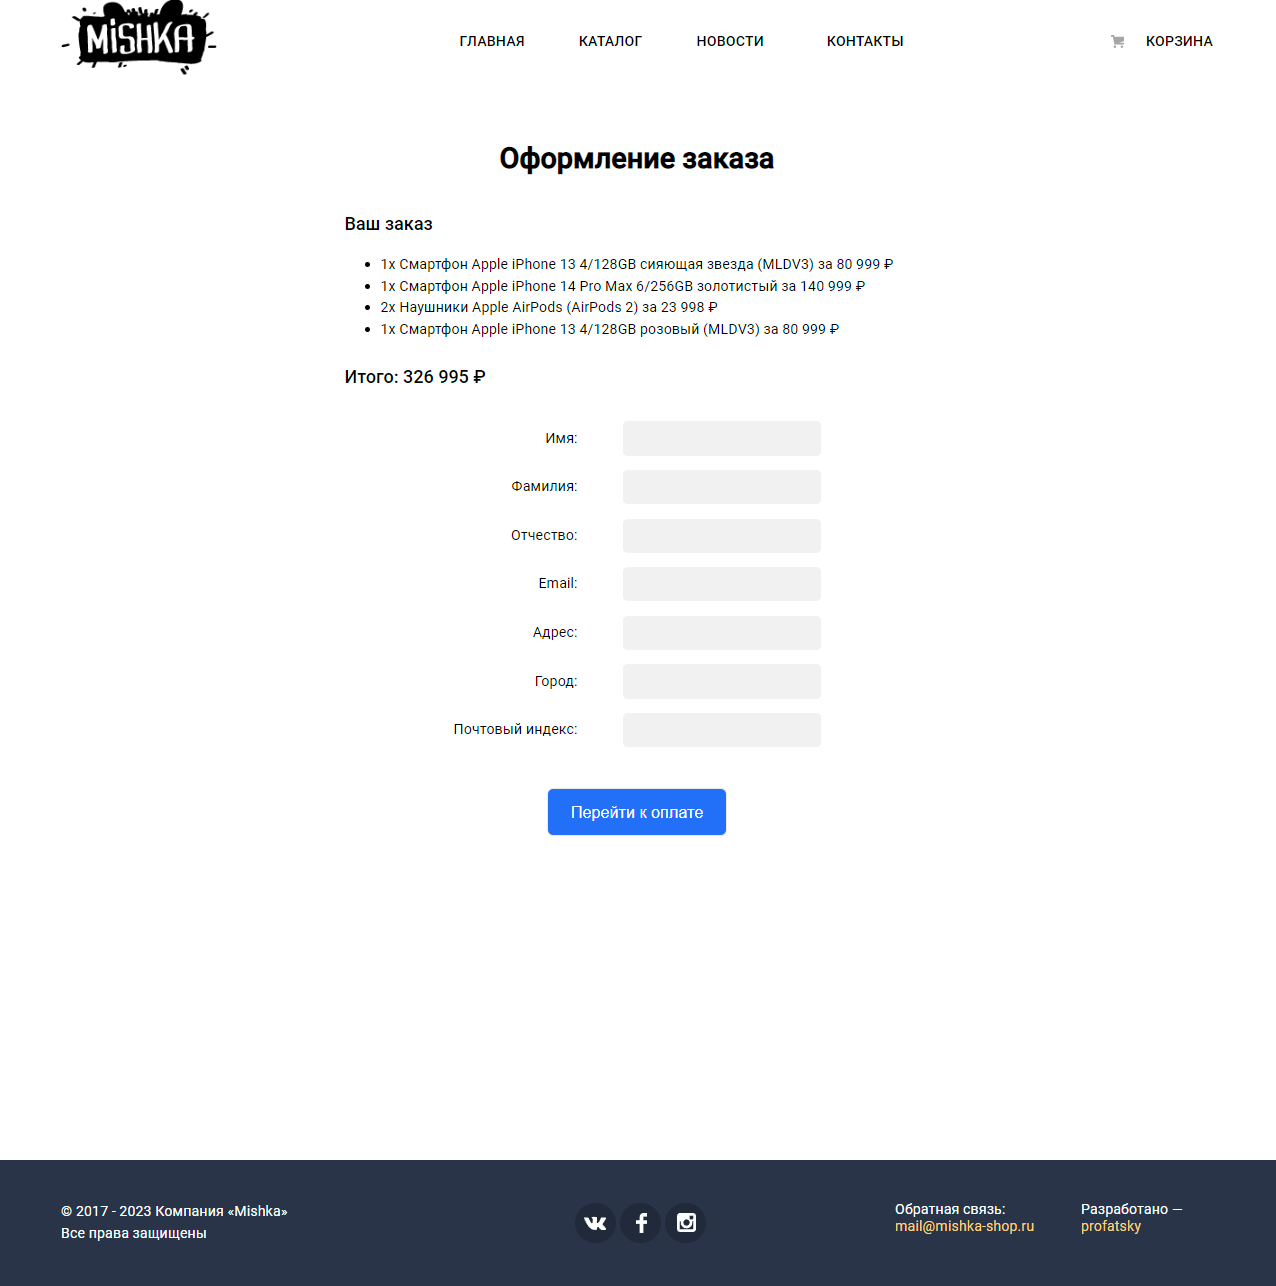 MiSHKA
ГЛАВНАЯ КАТАЛОГ НОВОСТИ КОНТАКТЫ КОРЗИНА
Оформление заказа
Ваш заказ
1x Смартфон Apple iPhone 13 4/128GB сияющая звезда (MLDV3) за 80 999 ₽
1x Смартфон Apple iPhone 14 Pro Max 6/256GB золотистый за 140 999 ₽
2x Наушники Apple AirPods (AirPods 2) за 23 998 ₽
1x Смартфон Apple iPhone 13 4/128GB розовый (MLDV3) за 80 999 ₽
Итого: 326 995 ₽
Имя:
Фамилия:
Отчество:
Email:
Адрес:
Город:
Почтовый индекс:
Перейти к оплате
© 2017 - 2023 Компания «Mishka»
Все права защищены
Обратная связь:
mail@mishka-shop.ru
Разработано —
profatsky